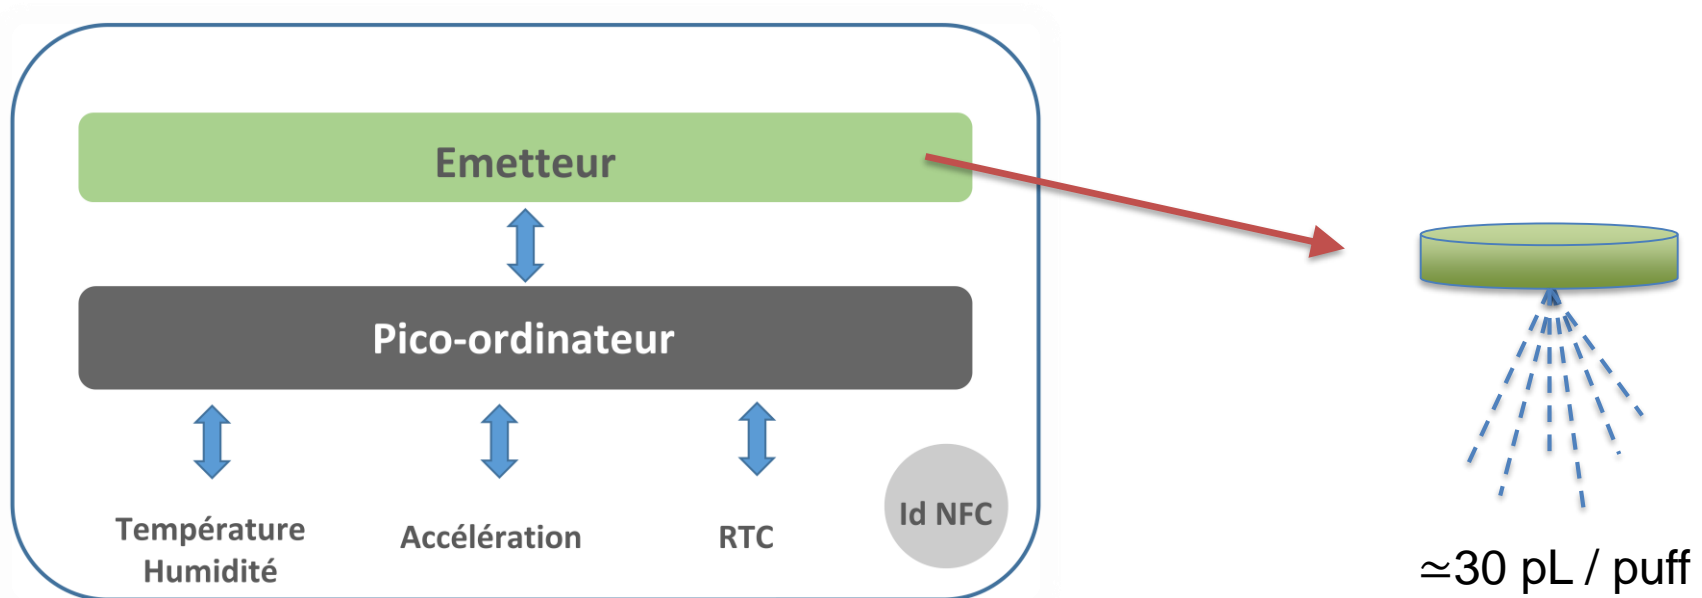 Emetteur
Pico-ordinateur
Température
Humidité
Accélération
RTC
Id NFC
≃30 pL / puff